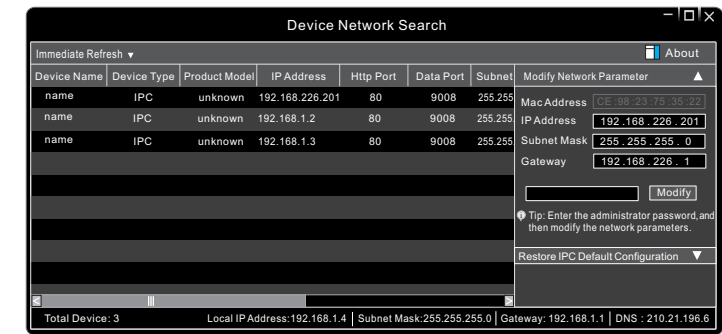 Device Network Search
Immediate Refresh ▼ About
Device Name Device Type Product Model IP Address Http Port Data Port Subnet Modify Network Parameter ▲
name IPC unknown 192.168.226.201 80 9008 255.255
name IPC unknown 192.168.1.2 80 9008 255.255.
name IPC unknown 192.168.1.3 80 9008 255.255
Mac Address CE:98:23:75:35:22
IP Address 192.168.226.201
Subnet Mask 255.255.255. 0
Gateway 192.168.226. 1
Modify
Tip: Enter the administrator password,and
then modify the network parameters.
Restore IPC Default Configuration ▼
Total Device: 3 Local IP Address:192.168.1.4 Subnet Mask:255.255.255.0 Gateway: 192.168.1.1 DNS : 210.21.196.6